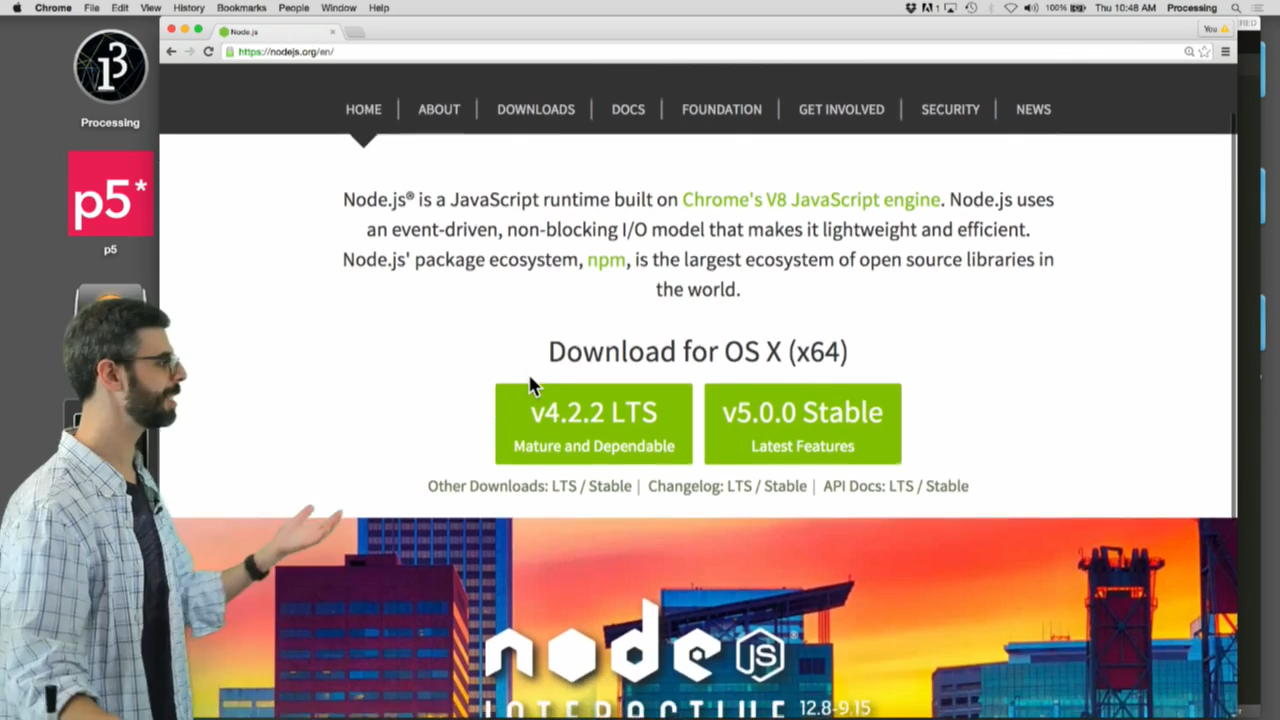 Chrome File Edit View History Bookmarks People Window Help 1 100% Thu 10:48 AM Processing
Node.js You
https://nodejs.org/en/
HOME ABOUT DOWNLOADS DOCS FOUNDATION GET INVOLVED SECURITY NEWS
Processing
p5*
p5
Node.js® is a JavaScript runtime built on Chrome's V8 JavaScript engine. Node.js uses
an event-driven, non-blocking I/O model that makes it lightweight and efficient.
Node.js' package ecosystem, npm, is the largest ecosystem of open source libraries in
the world.
Download for OS X (x64)
v4.2.2 LTS
Mature and Dependable
v5.0.0 Stable
Latest Features
Other Downloads: LTS / Stable | Changelog: LTS / Stable | API Docs: LTS / Stable
node JS ®
INTERACTIVE 12.8-9.15